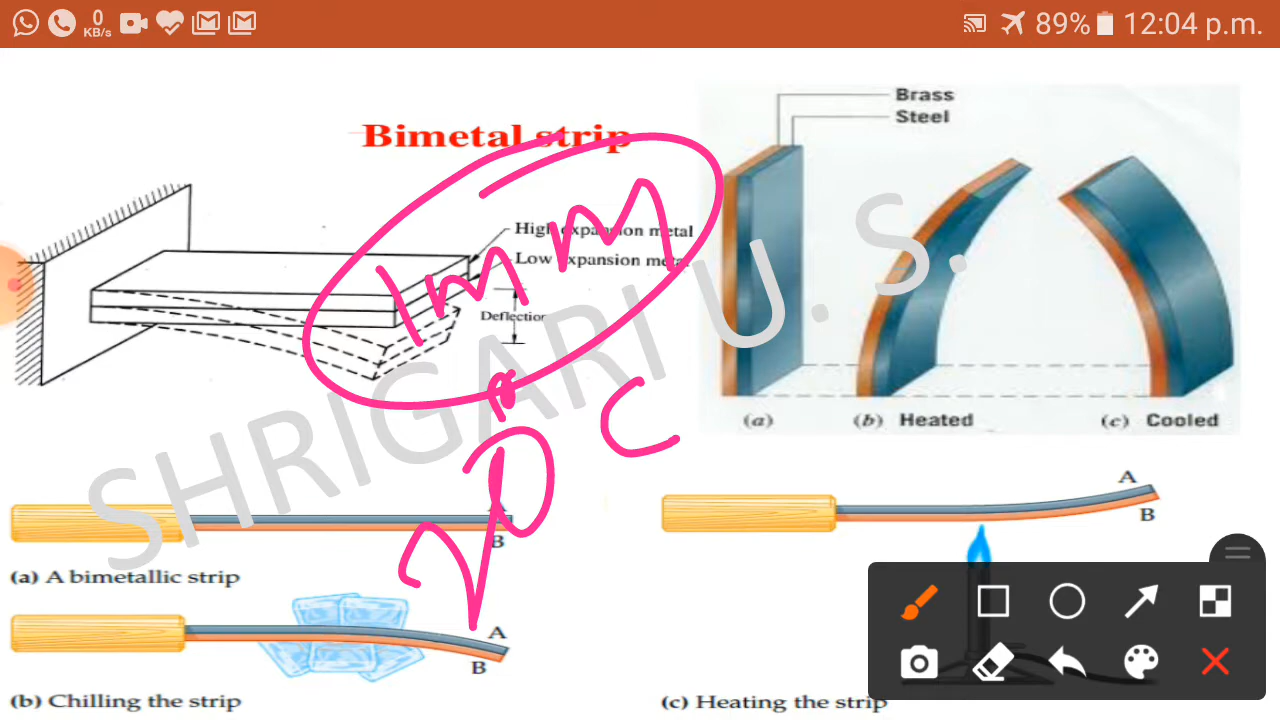 0
KB/s
89%
12:04 p.m.
Bimetal strip
Brass
Steel
High expansion metal
Low expansion metal
Deflection
1mm
20 C
(a)
(b) Heated
(c) Cooled
SHRIGARI U. S.
A
B
(a) A bimetallic strip
A
B
A
B
(b) Chilling the strip
(c) Heating the strip